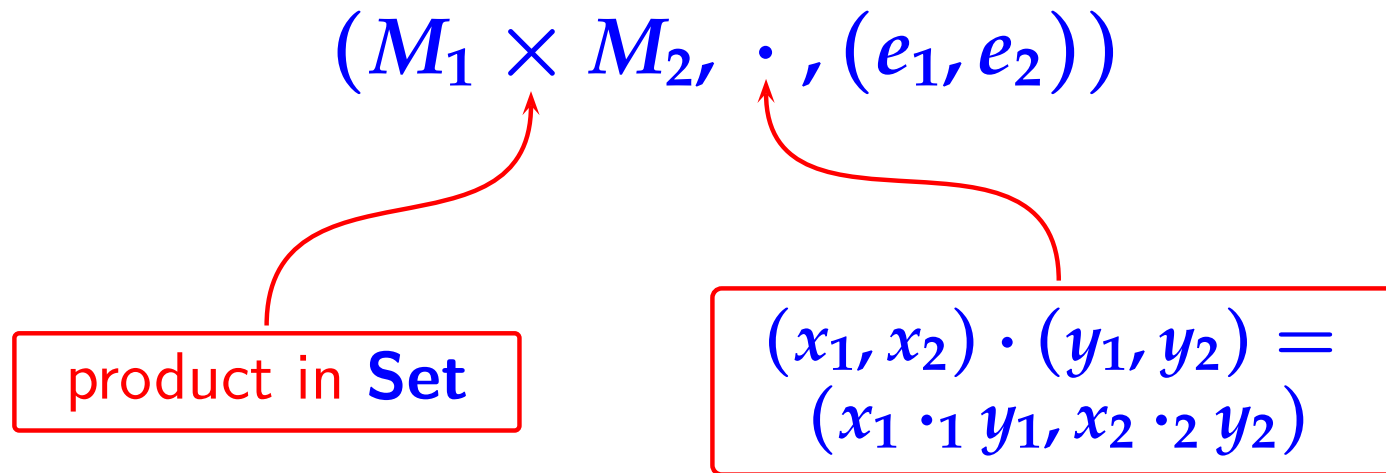 (M₁ × M₂, · , (e₁, e₂))
product in Set
(x₁, x₂) · (y₁, y₂) =
(x₁ ·₁ y₁, x₂ ·₂ y₂)